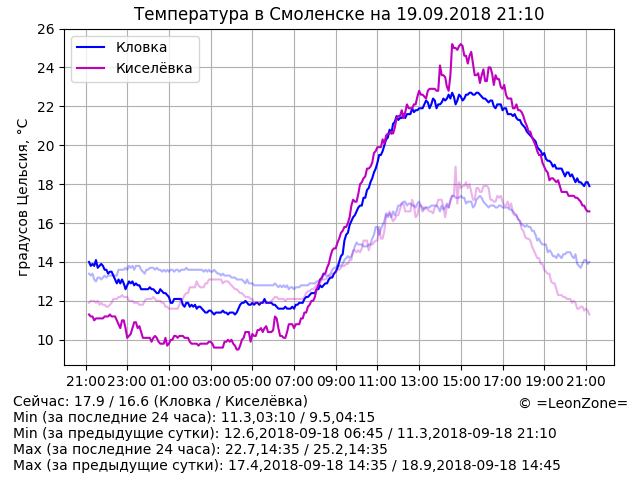 Температура в Смоленске на 19.09.2018 21:10
26
24
22
20
18
16
14
12
10
градусов Цельсия, °C
Кловка
Киселёвка
21:00 23:00 01:00 03:00 05:00 07:00 09:00 11:00 13:00 15:00 17:00 19:00 21:00
Сейчас: 17.9 / 16.6 (Кловка / Киселёвка)
© =LeonZone=
Min (за последние 24 часа): 11.3,03:10 / 9.5,04:15
Min (за предыдущие сутки): 12.6,2018-09-18 06:45 / 11.3,2018-09-18 21:10
Max (за последние 24 часа): 22.7,14:35 / 25.2,14:35
Max (за предыдущие сутки): 17.4,2018-09-18 14:35 / 18.9,2018-09-18 14:45